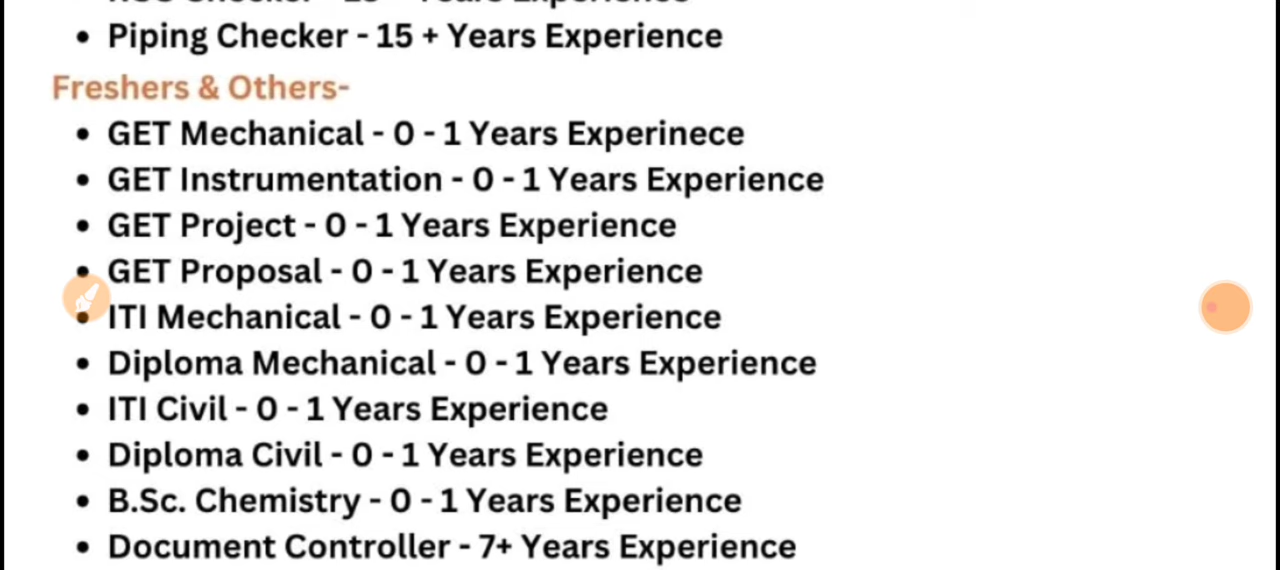 Piping Checker - 15 + Years Experience
Freshers & Others-
GET Mechanical - 0 - 1 Years Experinece
GET Instrumentation - 0 - 1 Years Experience
GET Project - 0 - 1 Years Experience
GET Proposal - 0 - 1 Years Experience
ITI Mechanical - 0 - 1 Years Experience
Diploma Mechanical - 0 - 1 Years Experience
ITI Civil - 0 - 1 Years Experience
Diploma Civil - 0 - 1 Years Experience
B.Sc. Chemistry - 0 - 1 Years Experience
Document Controller - 7+ Years Experience